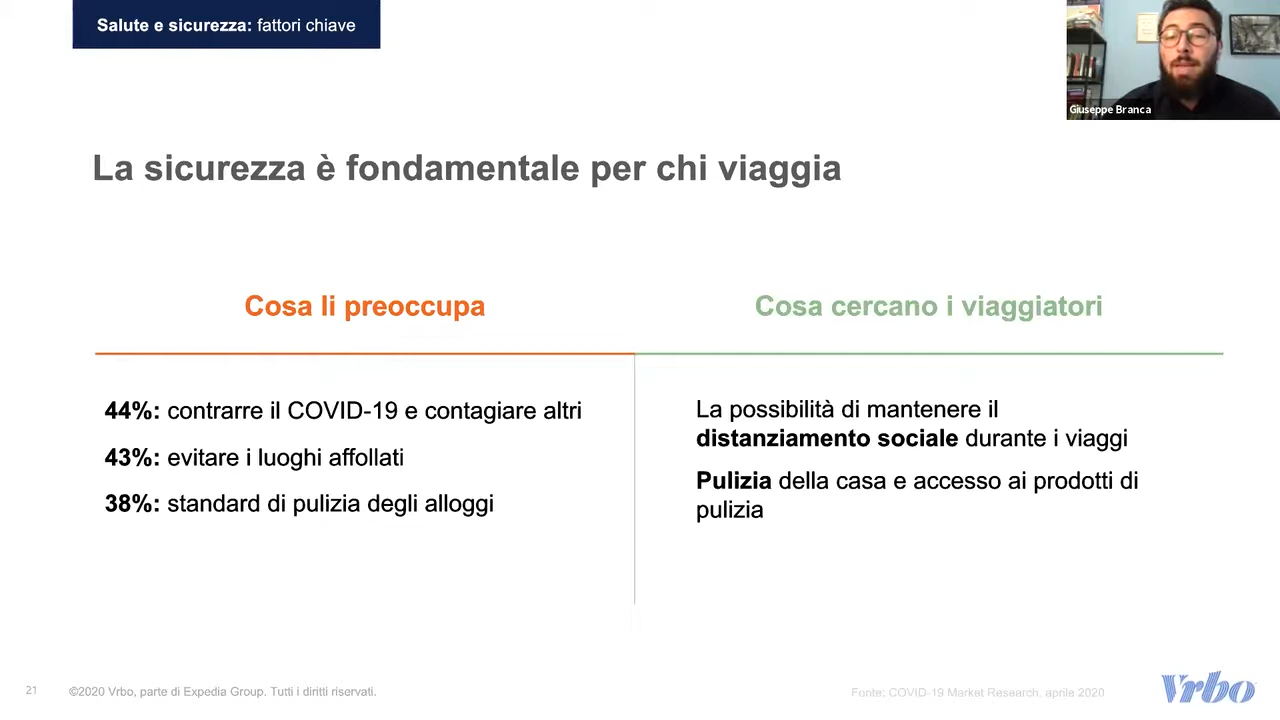 Salute e sicurezza: fattori chiave
Giuseppe Branca
La sicurezza è fondamentale per chi viaggia
Cosa li preoccupa
44%: contrarre il COVID-19 e contagiare altri
43%: evitare i luoghi affollati
38%: standard di pulizia degli alloggi
Cosa cercano i viaggiatori
La possibilità di mantenere il
distanziamento sociale durante i viaggi
Pulizia della casa e accesso ai prodotti di
pulizia
21
©2020 Vrbo, parte di Expedia Group. Tutti i diritti riservati.
Fonte: COVID-19 Market Research, aprile 2020
Vrbo